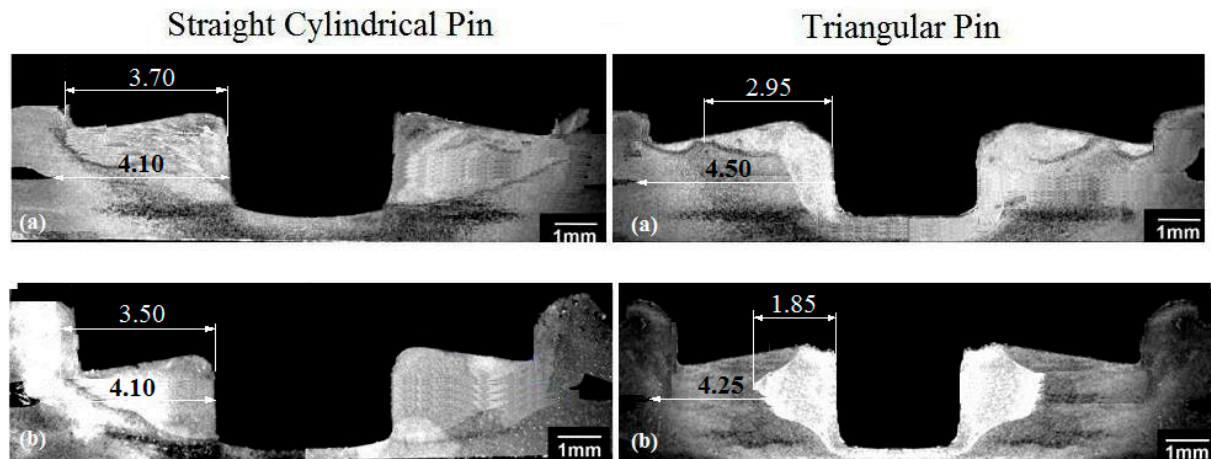 Straight Cylindrical Pin
Triangular Pin
3.70
4.10
(a)
1mm
2.95
4.50
(a)
1mm
3.50
4.10
(b)
1mm
1.85
4.25
(b)
1mm